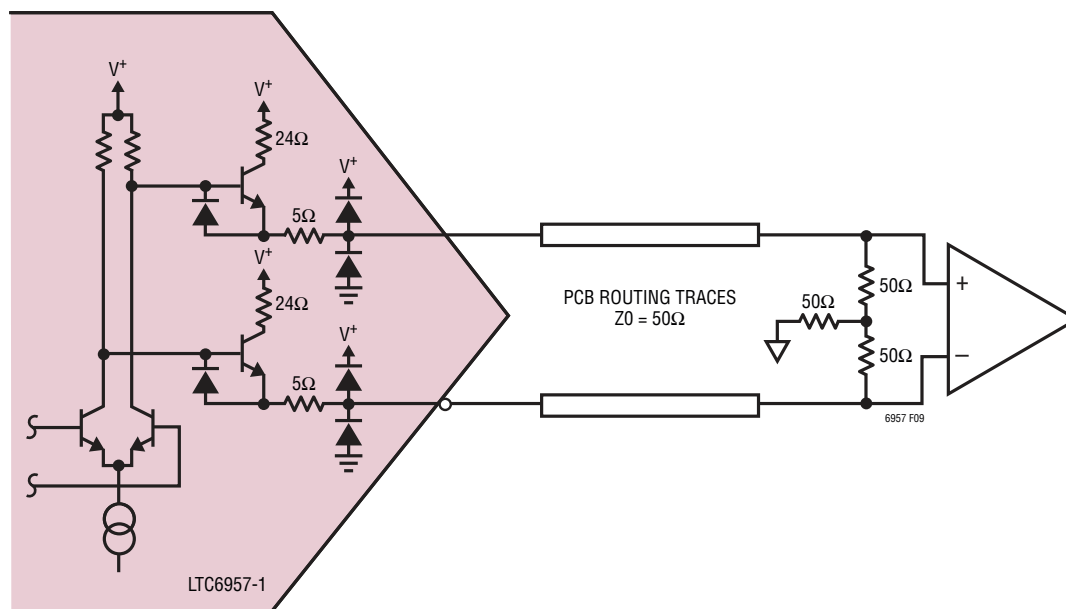 V+
V+
24Ω
V+
5Ω
V+
24Ω
V+
5Ω
PCB ROUTING TRACES
Z0 = 50Ω
50Ω
50Ω
50Ω
+
−
6957 F09
LTC6957-1